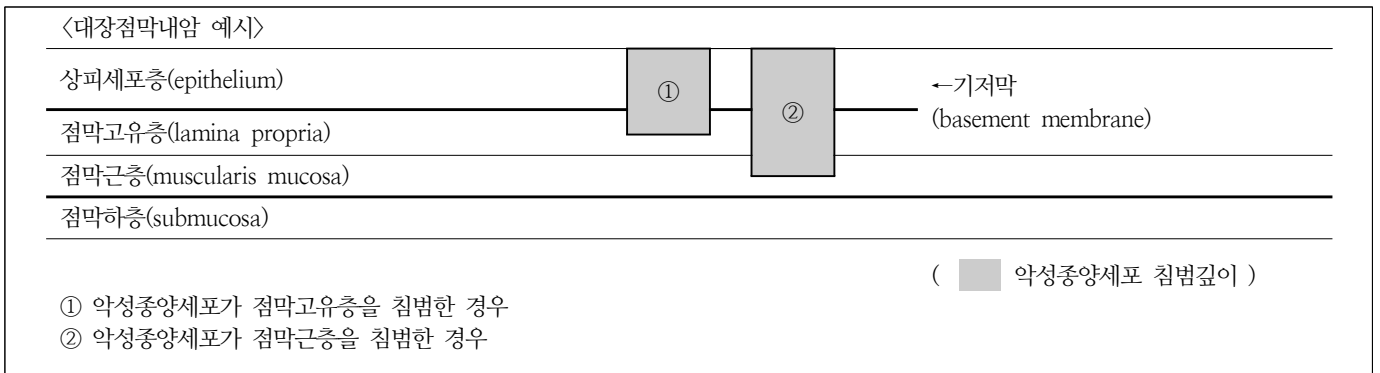 〈대장점막내암 예시〉
상피세포층(epithelium)
①
②
←기저막
(basement membrane)
점막고유층(lamina propria)
점막근층(muscularis mucosa)
점막하층(submucosa)
( 악성종양세포 침범깊이 )
① 악성종양세포가 점막고유층을 침범한 경우
② 악성종양세포가 점막근층을 침범한 경우